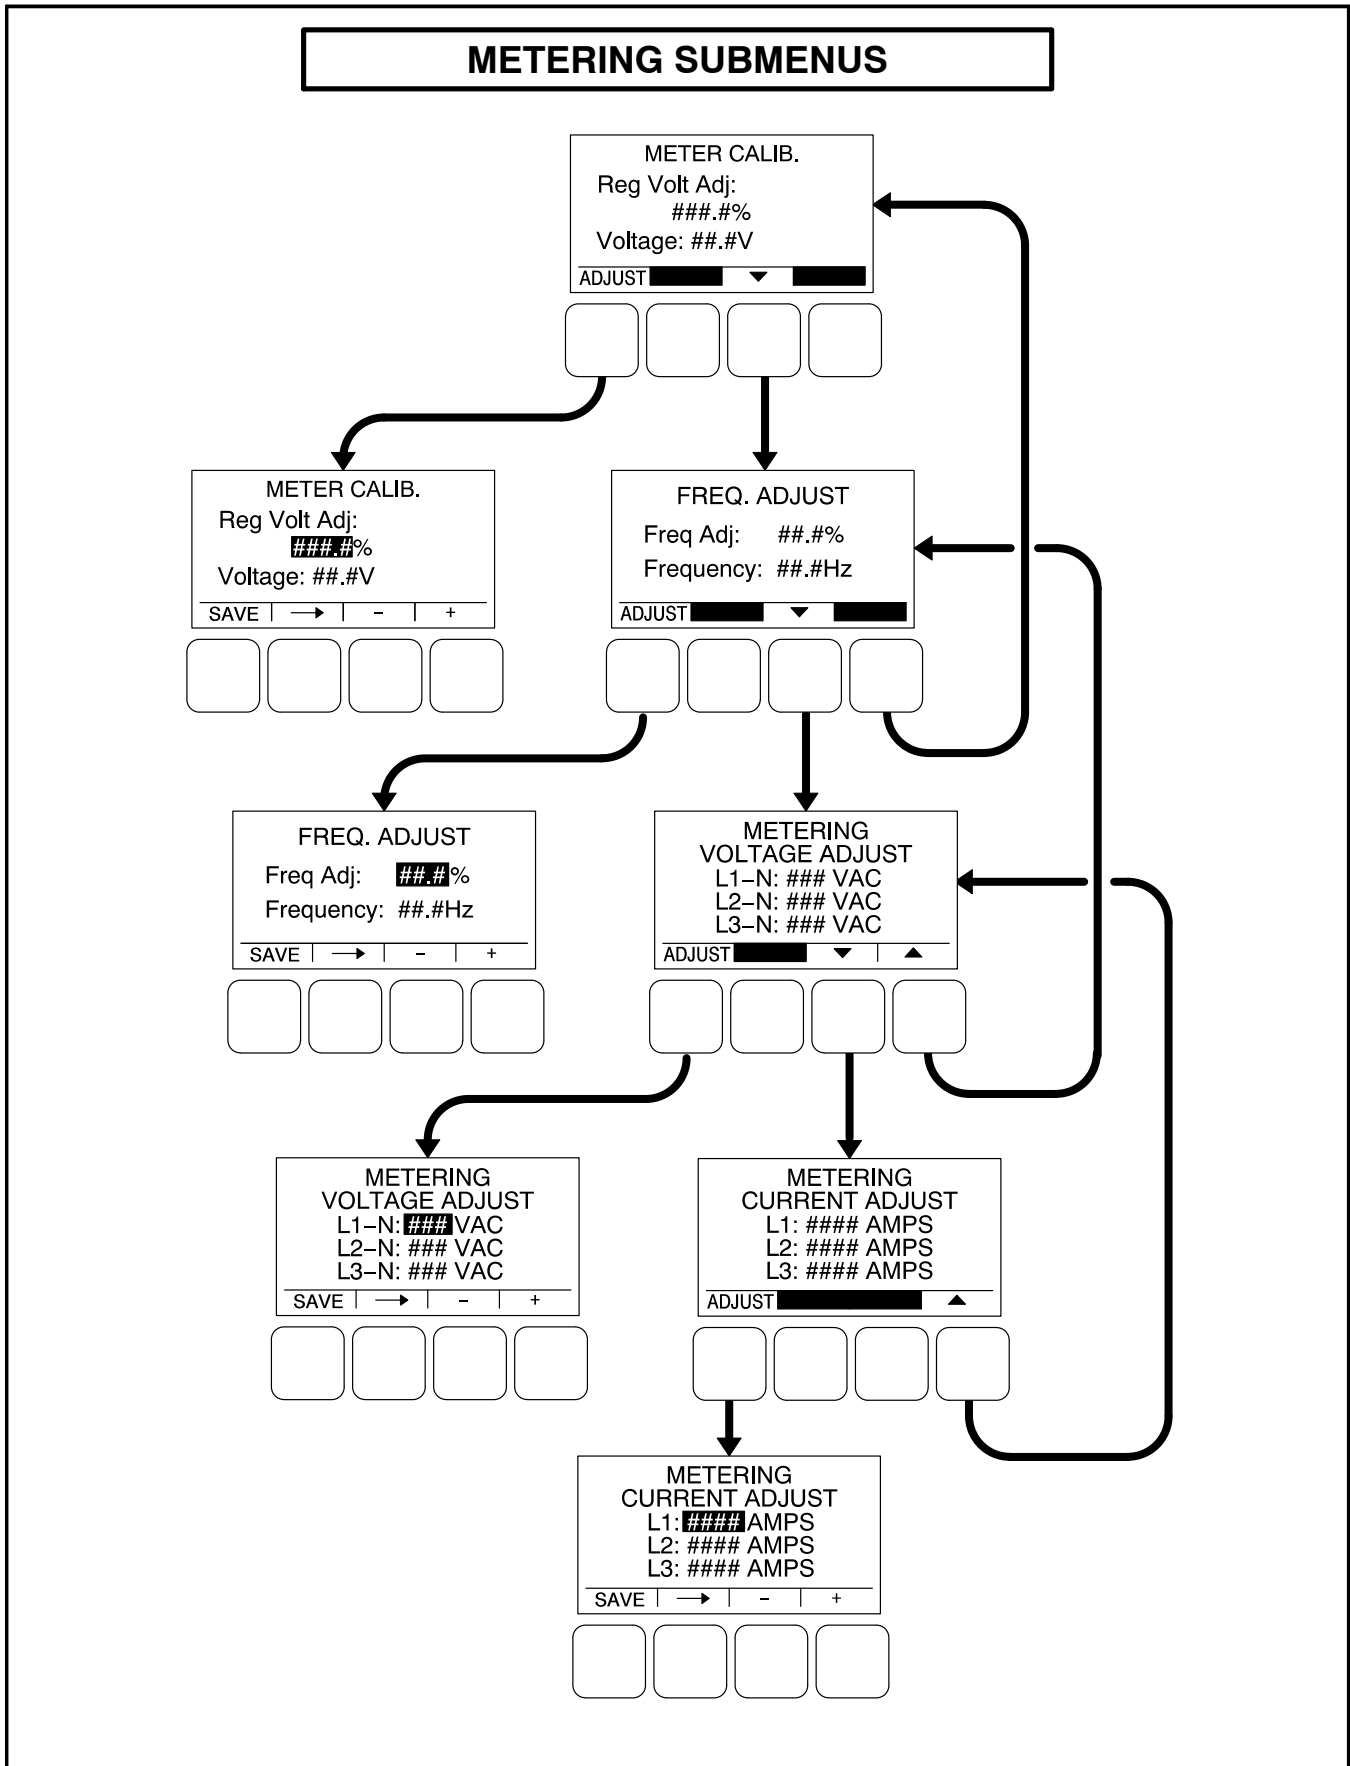 METERING SUBMENUS
METER CALIB.
Reg Volt Adj:
###.#%
Voltage: ##.#V
ADJUST ▼
METER CALIB.
Reg Volt Adj:
###.#%
Voltage: ##.#V
SAVE → − +
FREQ. ADJUST
Freq Adj: ##.#%
Frequency: ##.#Hz
ADJUST ▼
FREQ. ADJUST
Freq Adj: ##.#%
Frequency: ##.#Hz
SAVE → − +
METERING
VOLTAGE ADJUST
L1−N: ### VAC
L2−N: ### VAC
L3−N: ### VAC
ADJUST ▼ ▲
METERING
VOLTAGE ADJUST
L1−N: ### VAC
L2−N: ### VAC
L3−N: ### VAC
SAVE → − +
METERING
CURRENT ADJUST
L1: #### AMPS
L2: #### AMPS
L3: #### AMPS
ADJUST ▲
METERING
CURRENT ADJUST
L1: #### AMPS
L2: #### AMPS
L3: #### AMPS
SAVE → − +